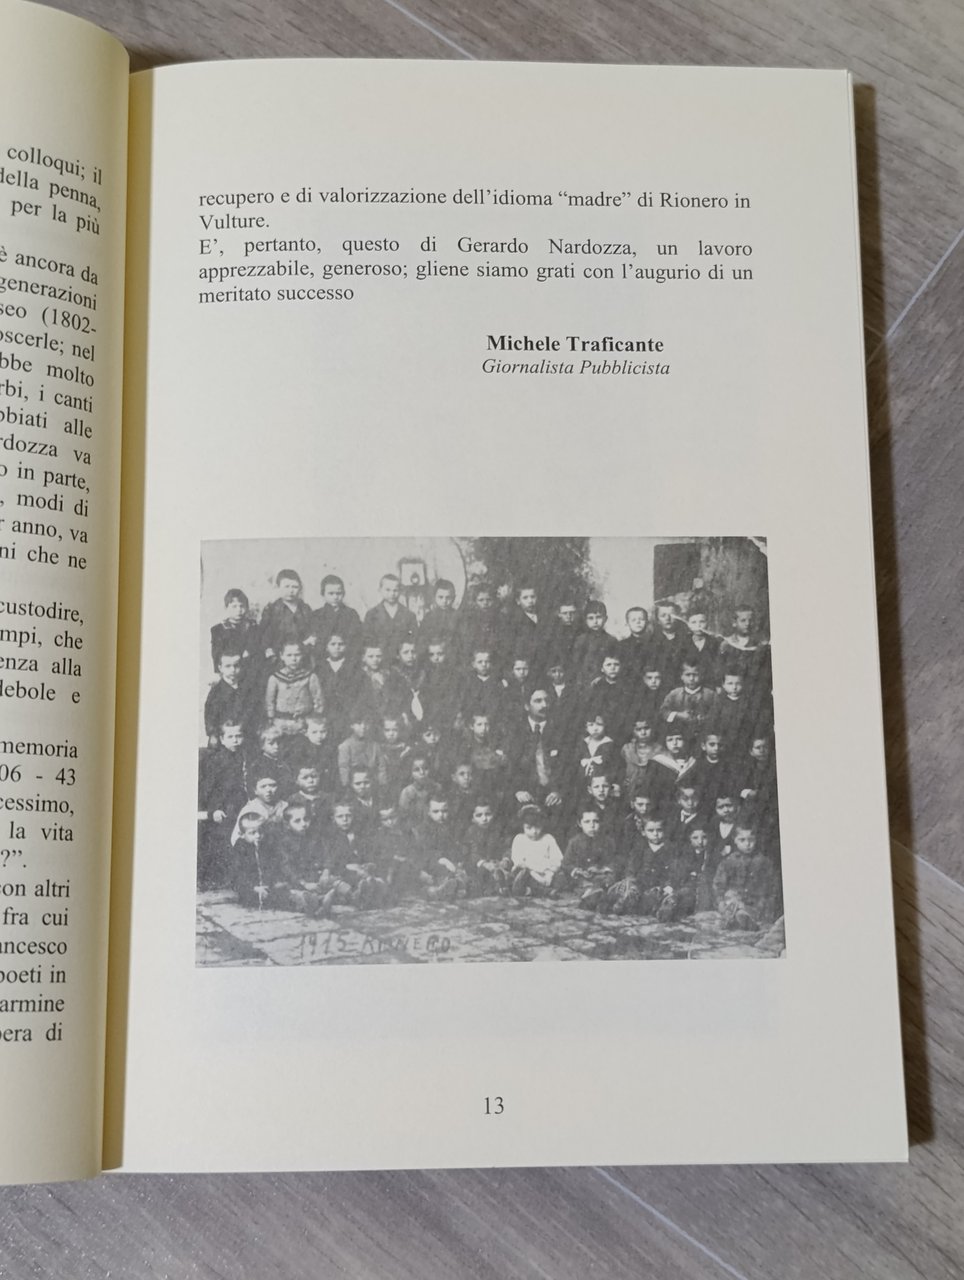 colloqui; il
della penna,
per la più
è ancora da
generazioni
seo (1802-
oscerle; nel
bbe molto
rbi, i canti
bbiati alle
rdozza va
o in parte,
, modi di
r anno, va
ni che ne
custodire,
mpi, che
enza alla
debole e
memoria
06 - 43
cessimo,
la vita
?”.
con altri
fra cui
ancesco
poeti in
armine
pera di
recupero e di valorizzazione dell’idioma “madre” di Rionero in
Vulture.
E’, pertanto, questo di Gerardo Nardozza, un lavoro
apprezzabile, generoso; gliene siamo grati con l’augurio di un
meritato successo
Michele Traficante
Giornalista Pubblicista
1915-RIONERO
13